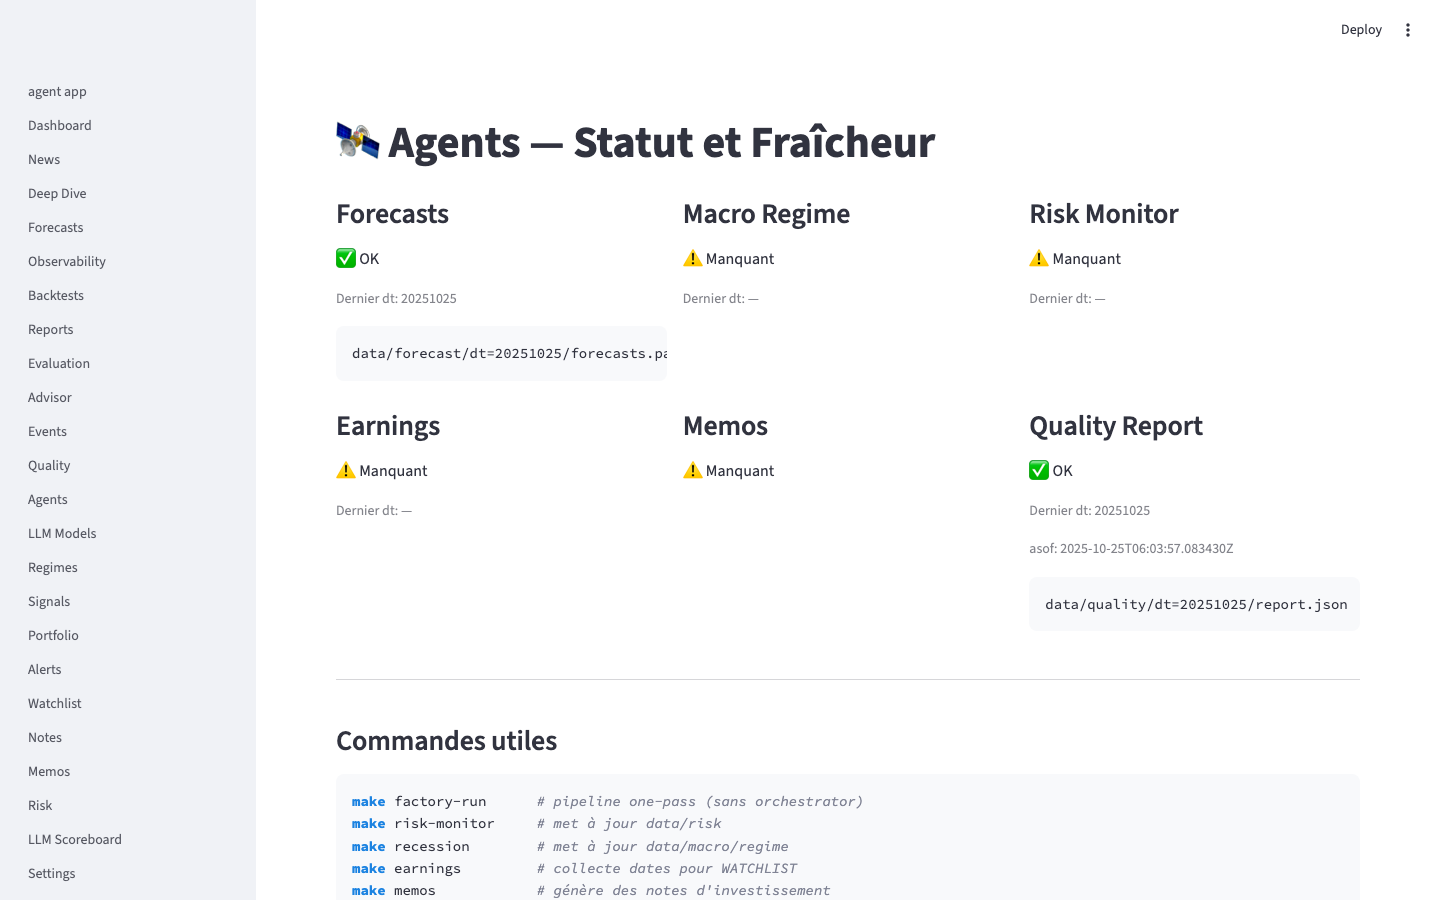 Deploy
agent app
Dashboard
News
Deep Dive
Forecasts
Observability
Backtests
Reports
Evaluation
Advisor
Events
Quality
Agents
LLM Models
Regimes
Signals
Portfolio
Alerts
Watchlist
Notes
Memos
Risk
LLM Scoreboard
Settings
Agents — Statut et Fraîcheur
Forecasts
OK
Dernier dt: 20251025
data/forecast/dt=20251025/forecasts.pa
Macro Regime
Manquant
Dernier dt: —
Risk Monitor
Manquant
Dernier dt: —
Earnings
Manquant
Dernier dt: —
Memos
Manquant
Quality Report
OK
Dernier dt: 20251025
asof: 2025-10-25T06:03:57.083430Z
data/quality/dt=20251025/report.json
Commandes utiles
make factory-run # pipeline one-pass (sans orchestrator)
make risk-monitor # met à jour data/risk
make recession # met à jour data/macro/regime
make earnings # collecte dates pour WATCHLIST
make memos # génère des notes d'investissement